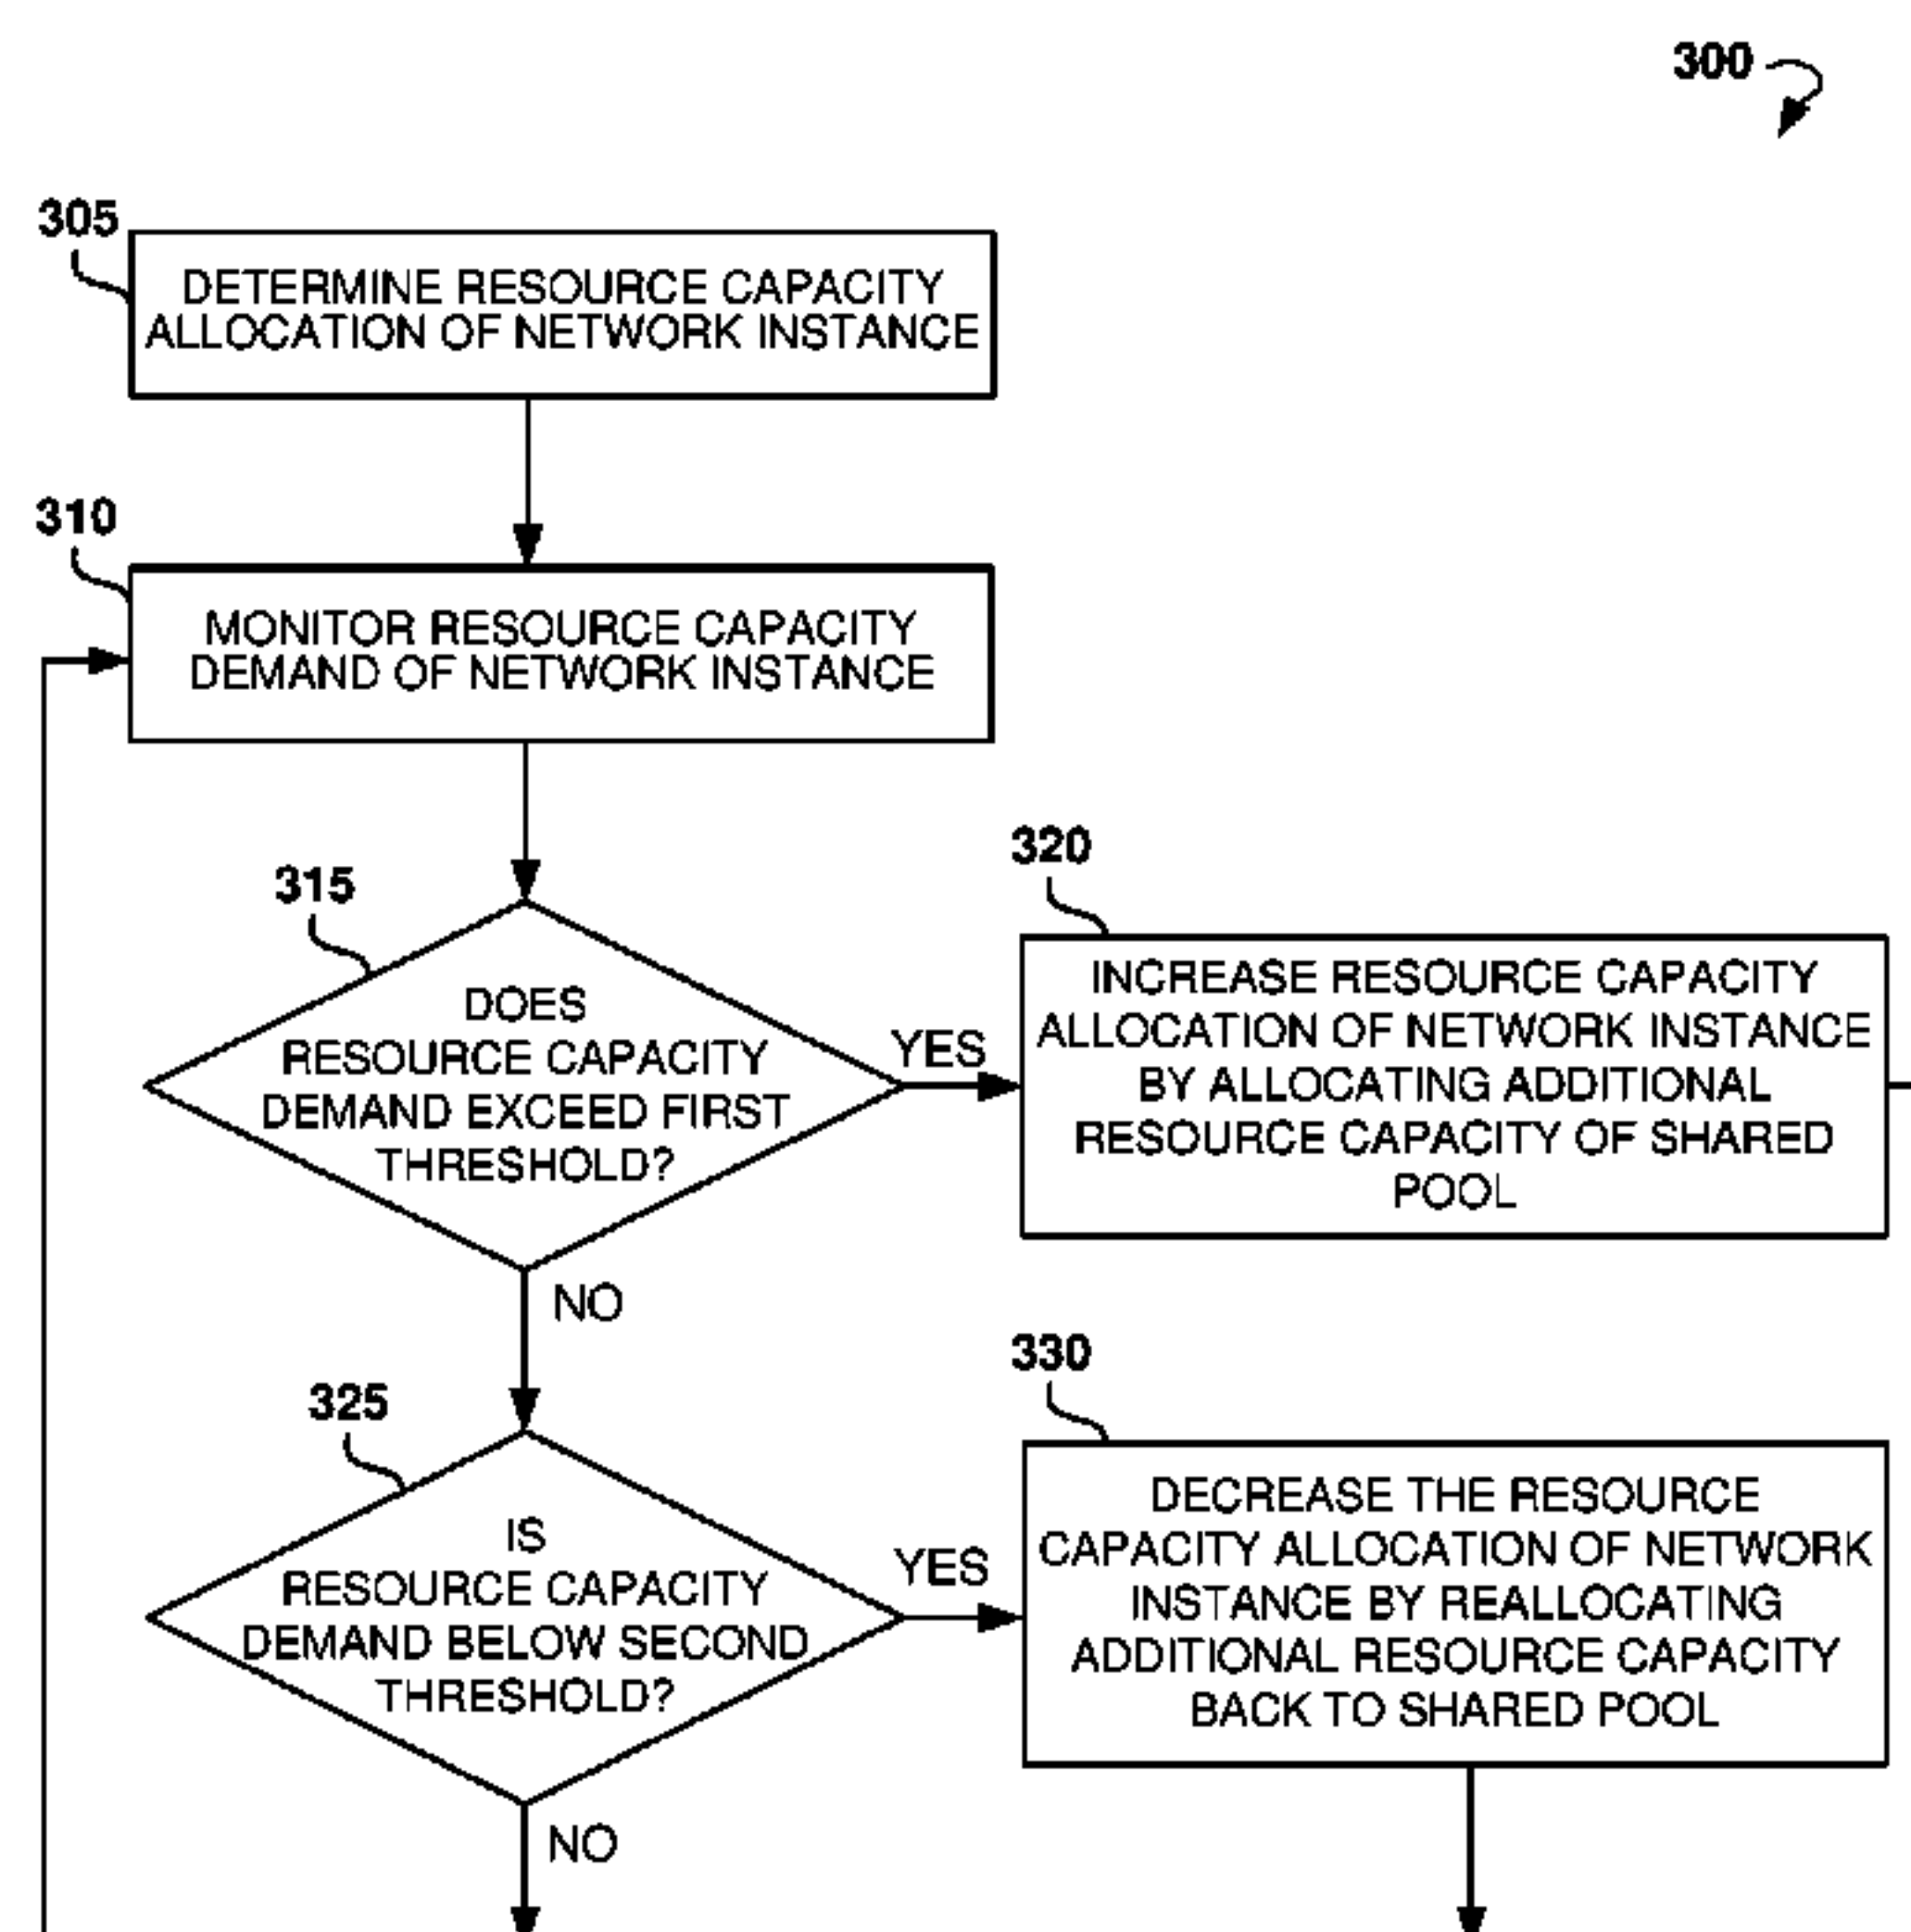 300
305
DETERMINE RESOURCE CAPACITY
ALLOCATION OF NETWORK INSTANCE
310
MONITOR RESOURCE CAPACITY
DEMAND OF NETWORK INSTANCE
315
DOES
RESOURCE CAPACITY
DEMAND EXCEED FIRST
THRESHOLD?
YES
320
INCREASE RESOURCE CAPACITY
ALLOCATION OF NETWORK INSTANCE
BY ALLOCATING ADDITIONAL
RESOURCE CAPACITY OF SHARED
POOL
NO
325
IS
RESOURCE CAPACITY
DEMAND BELOW SECOND
THRESHOLD?
YES
330
DECREASE THE RESOURCE
CAPACITY ALLOCATION OF NETWORK
INSTANCE BY REALLOCATING
ADDITIONAL RESOURCE CAPACITY
BACK TO SHARED POOL
NO